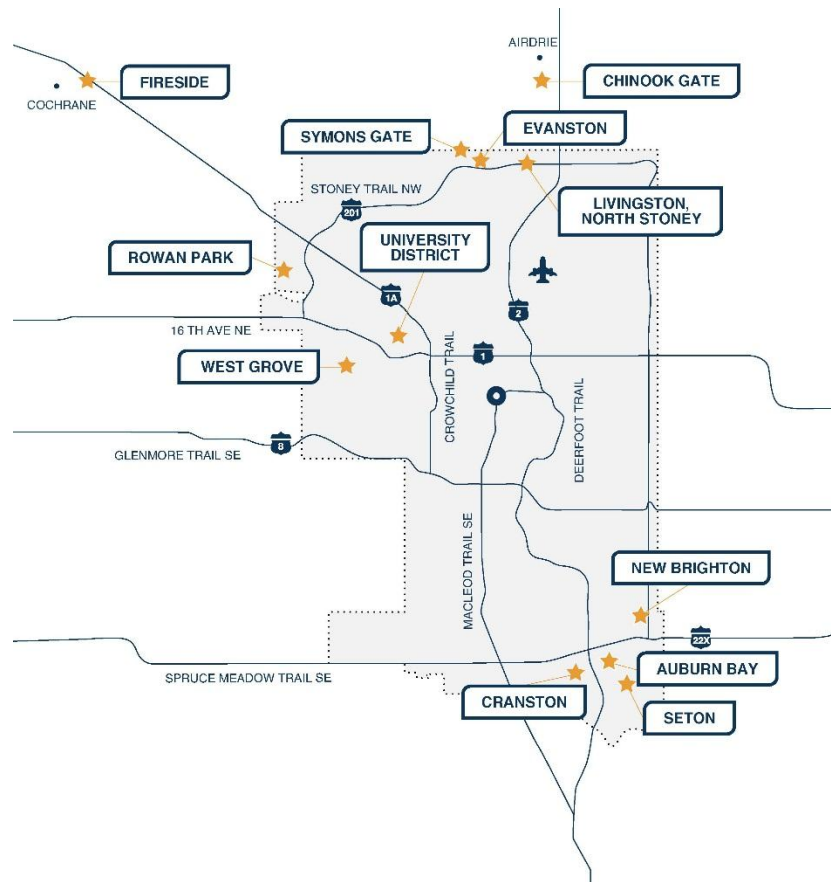 AIRDRIE
FIRESIDE
CHINOOK GATE
COCHRANE
EVANSTON
SYMONS GATE
STONEY TRAIL NW
201
LIVINGSTON,
NORTH STONEY
UNIVERSITY
DISTRICT
ROWAN PARK
1A
2
16 TH AVE NE
1
WEST GROVE
CROWCHILD TRAIL
DEERFOOT TRAIL
8
GLENMORE TRAIL SE
MACLEOD TRAIL SE
NEW BRIGHTON
22X
AUBURN BAY
SPRUCE MEADOW TRAIL SE
CRANSTON
SETON